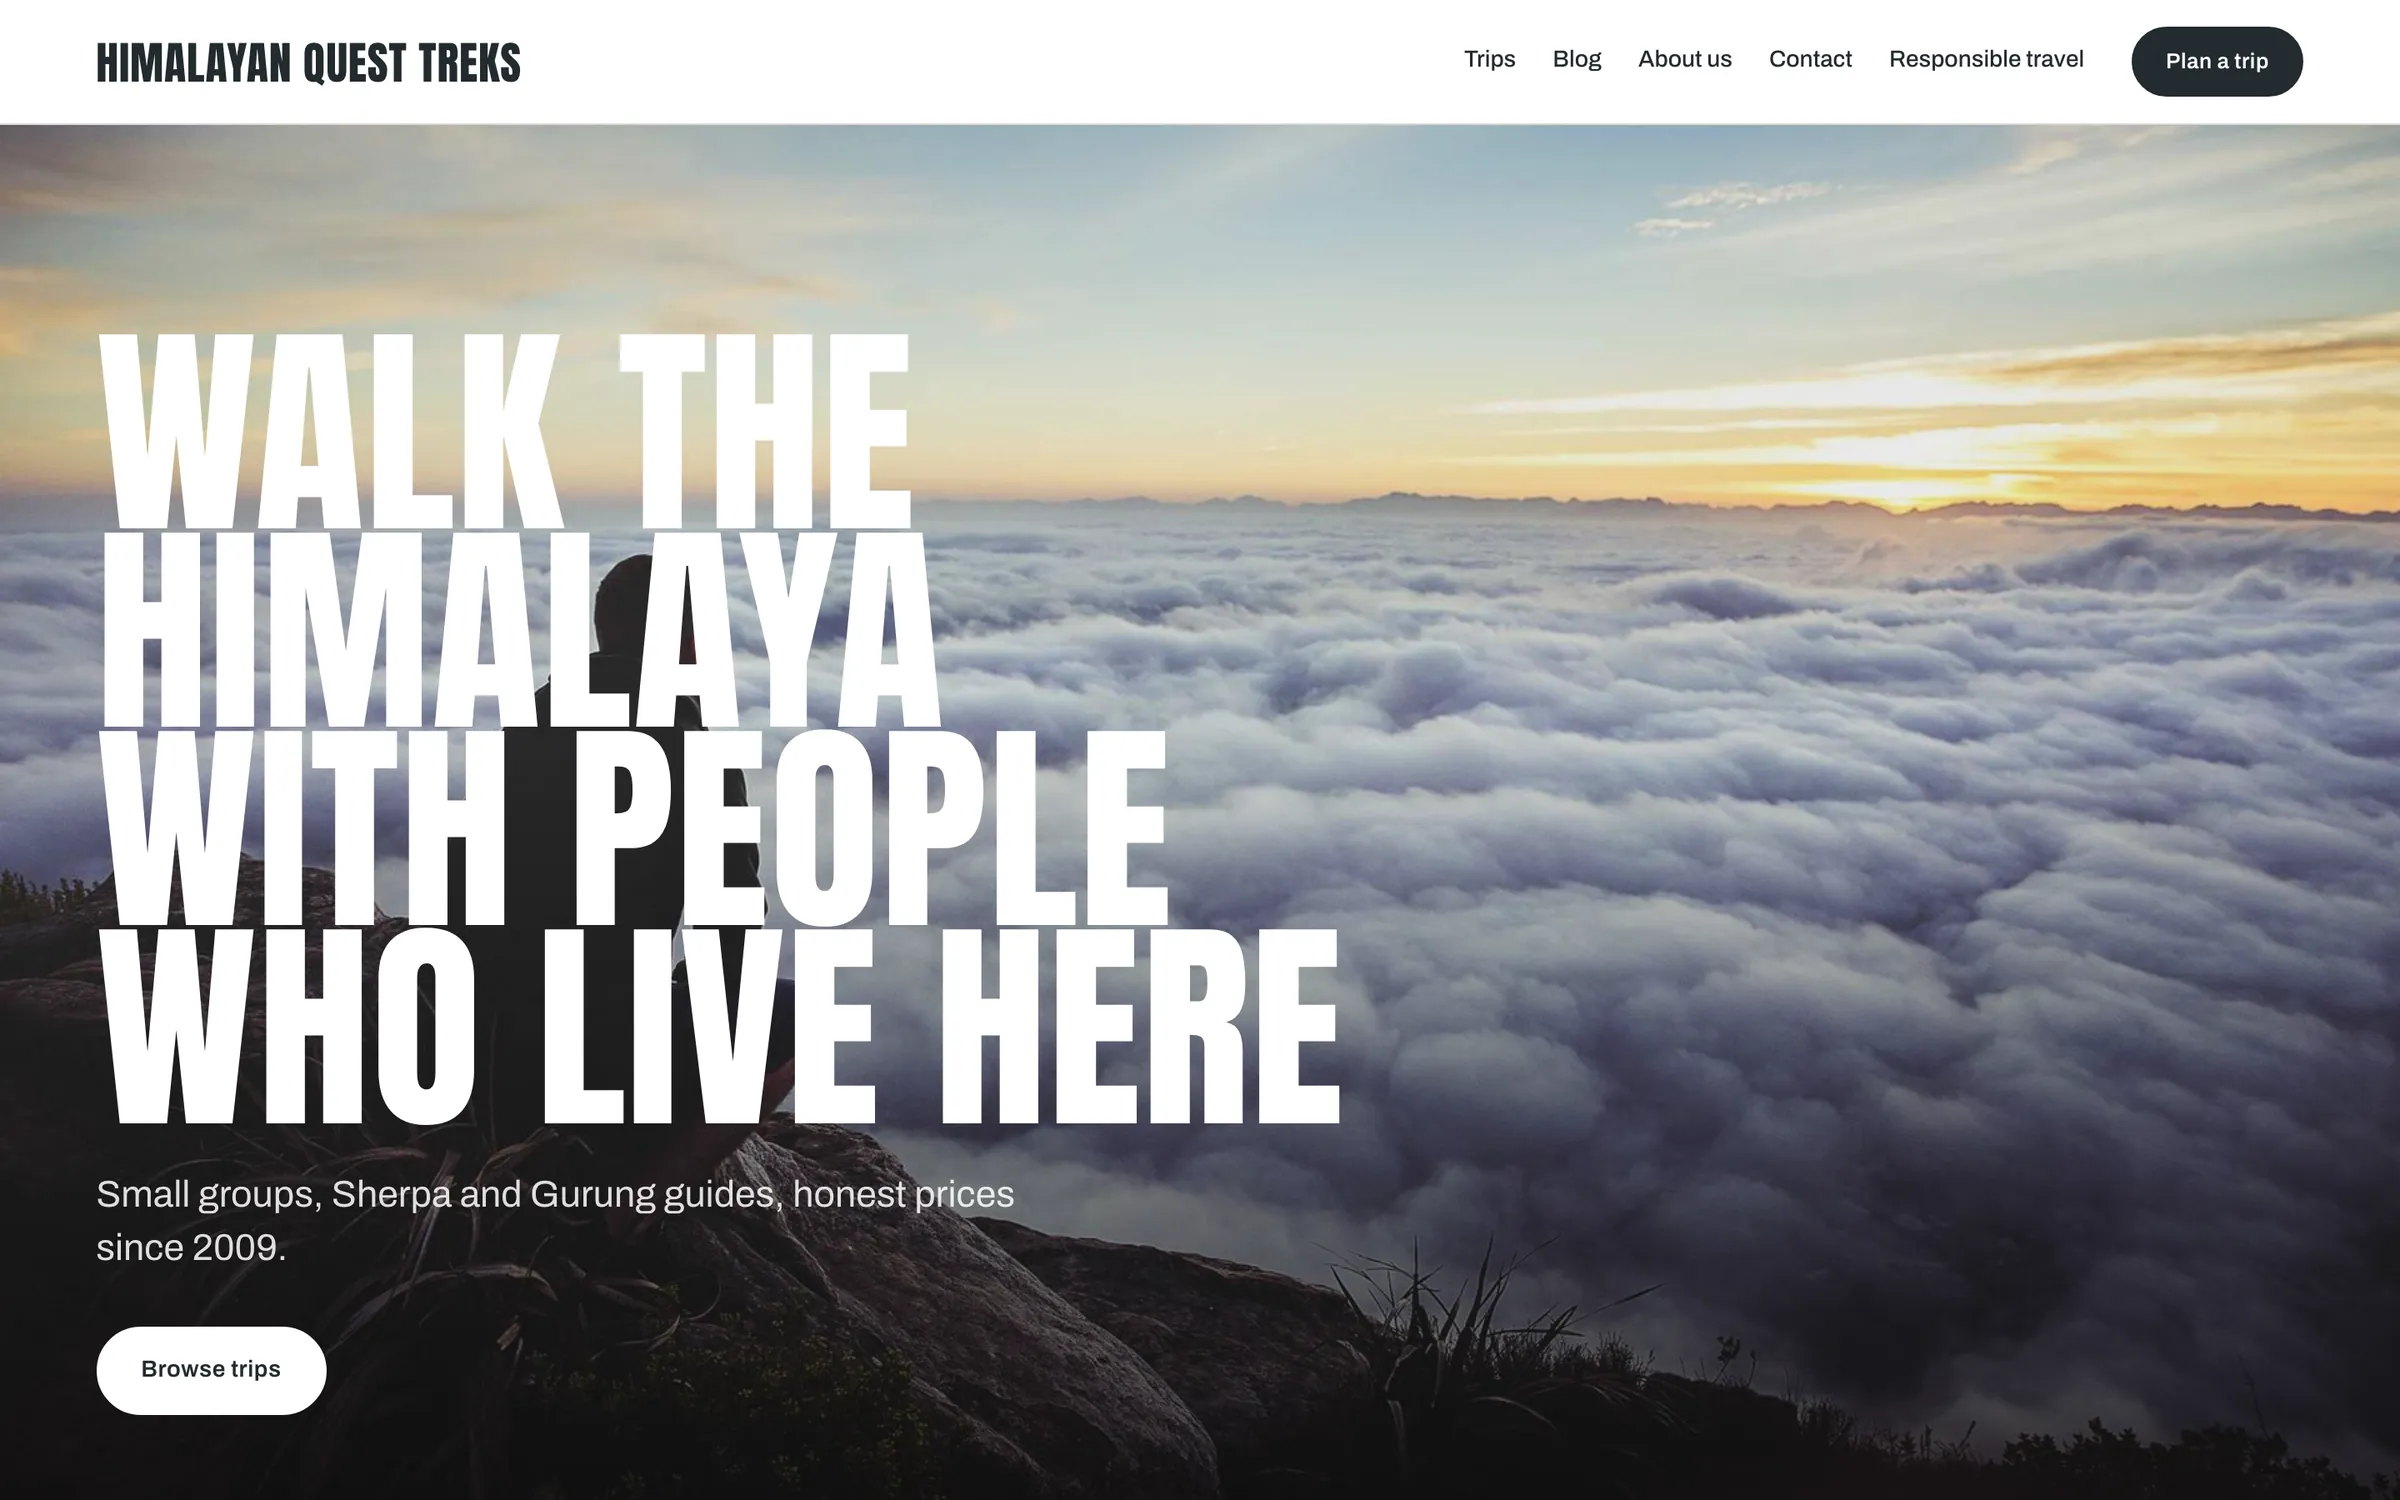 HIMALAYAN QUEST TREKS
Trips
Blog
About us
Contact
Responsible travel
Plan a trip
WALK THE
HIMALAYA
WITH PEOPLE
WHO LIVE HERE
Small groups, Sherpa and Gurung guides, honest prices
since 2009.
Browse trips